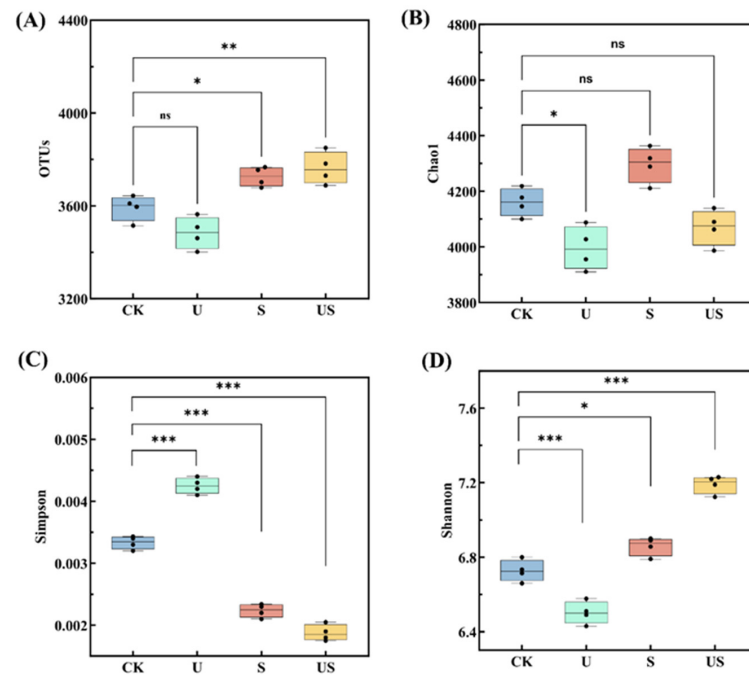 (A)
4400
4000
3600
3200
OTUs
**
*
ns
CK U S US
(B)
4800
4600
4400
4200
4000
3800
Chao1
ns
ns
*
CK U S US
(C)
0.006
0.005
0.004
0.003
0.002
Simpson
***
***
***
CK U S US
(D)
7.6
7.2
6.8
6.4
Shannon
***
*
***
CK U S US